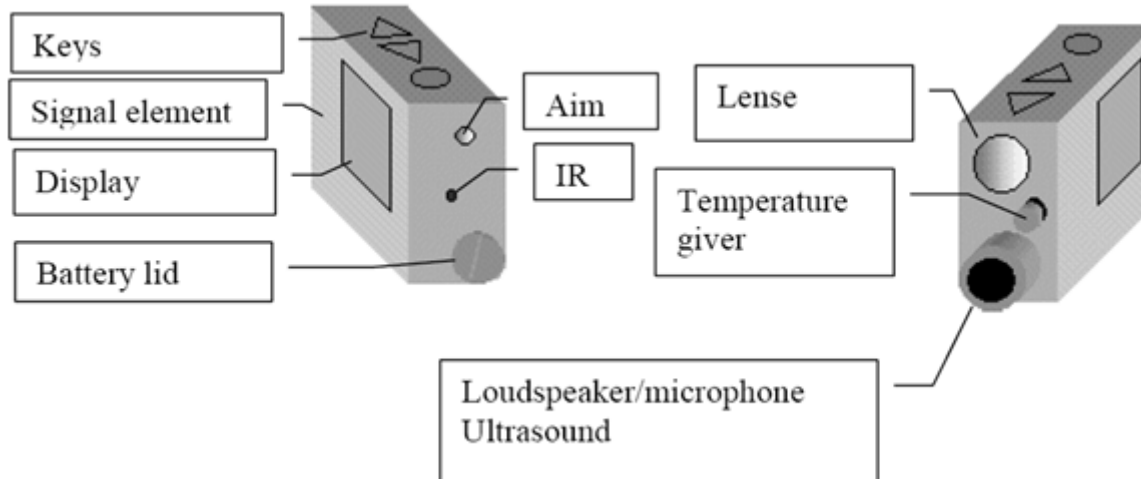 Keys
Signal element
Display
Battery lid
Aim
IR
Lense
Temperature
giver
Loudspeaker/microphone
Ultrasound